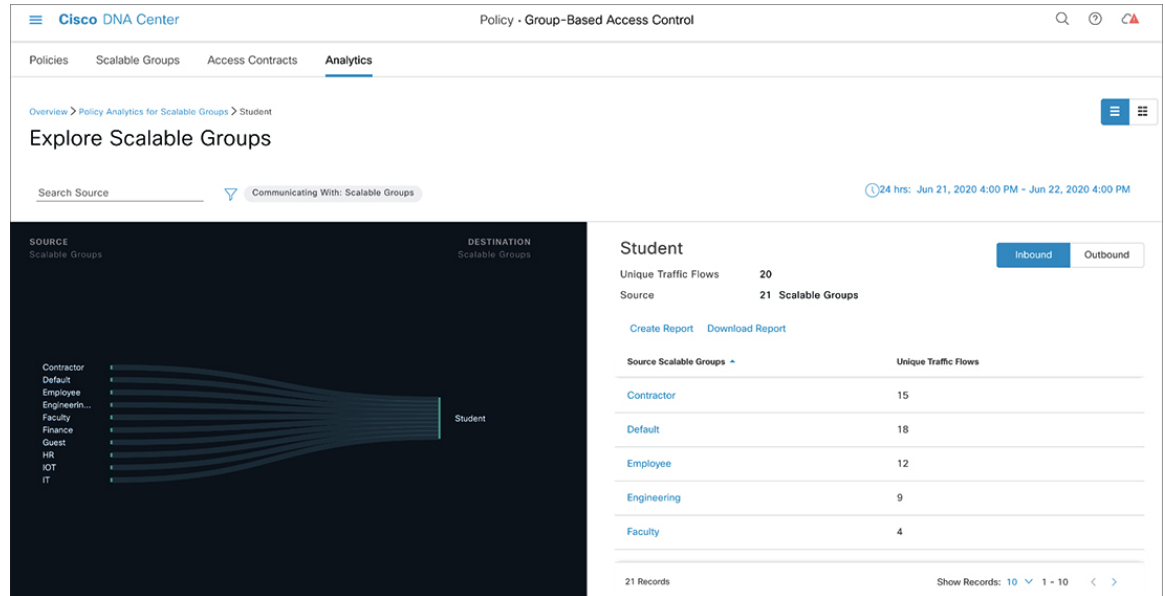 Cisco DNA Center
Policy · Group-Based Access Control
Policies Scalable Groups Access Contracts Analytics
Overview > Policy Analytics for Scalable Groups > Student
Explore Scalable Groups
Search Source
Communicating With: Scalable Groups
24 hrs: Jun 21, 2020 4:00 PM - Jun 22, 2020 4:00 PM
SOURCE
Scalable Groups
DESTINATION
Scalable Groups
Contractor
Default
Employee
Engineerin...
Faculty
Finance
Guest
HR
IOT
IT
Student
Student
Inbound Outbound
Unique Traffic Flows 20
Source 21 Scalable Groups
Create Report Download Report
Source Scalable Groups Unique Traffic Flows
Contractor 15
Default 18
Employee 12
Engineering 9
Faculty 4
21 Records
Show Records: 10 1 - 10